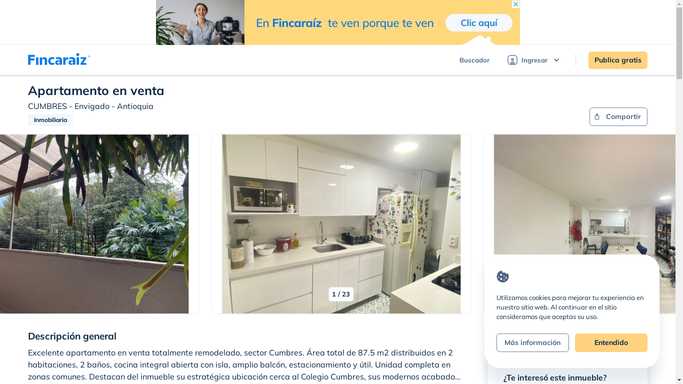 En Fincaraíz te ven porque te ven
Clic aquí
Fincaraiz
Buscador
Ingresar
Publica gratis
Apartamento en venta
CUMBRES - Envigado - Antioquia
Inmobiliaria
Compartir
1 / 23
Utilizamos cookies para mejorar tu experiencia en
nuestro sitio web. Al continuar en el sitio
consideramos que aceptas su uso.
Más información
Entendido
Descripción general
Excelente apartamento en venta totalmente remodelado, sector Cumbres. Área total de 87.5 m2 distribuidos en 2
habitaciones, 2 baños, cocina integral abierta con isla, amplio balcón, estacionamiento y útil. Unidad completa en
zonas comunes. Destacan del inmueble su estratégica ubicación cerca al Colegio Cumbres, sus modernos acabado...
¿Te interesó este inmueble?